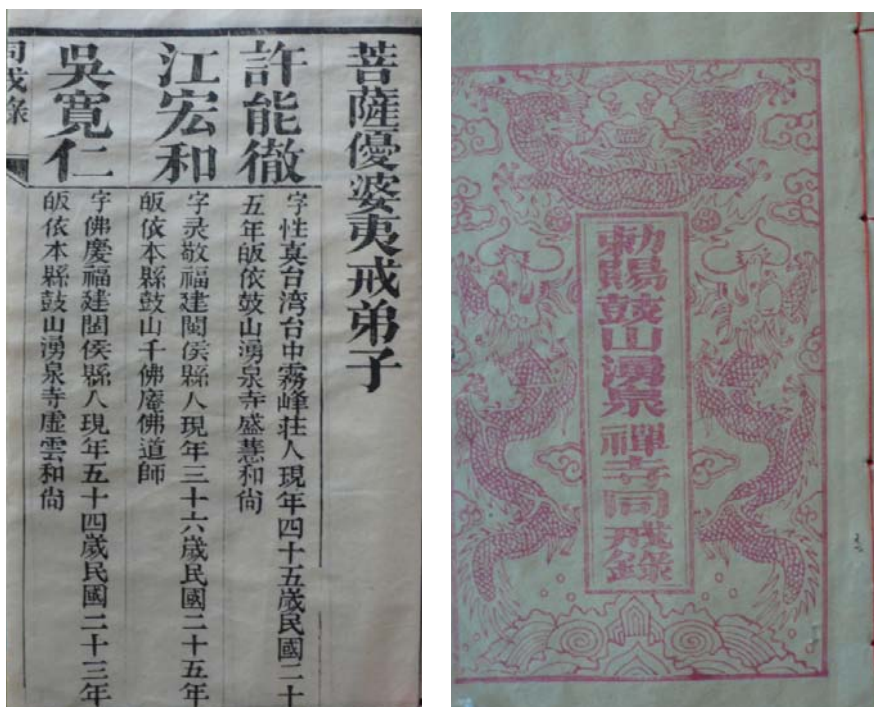 菩薩優婆夷戒弟子
許能徹
字性真台湾台中霧峰荘人現年四十五歲民國二十
五年皈依鼓山湧泉寺盛慧和尚
江宏和
字录敬福建閩侯縣人現年三十六歲民國二十五年
皈依本縣鼓山千佛庵佛道師
吳寬仁
字佛慶福建閩侯縣人現年五十四歲民國二十三年
皈依本縣鼓山湧泉寺虛雲和尚
同戒錄
勅賜鼓山湧泉禪寺同戒錄